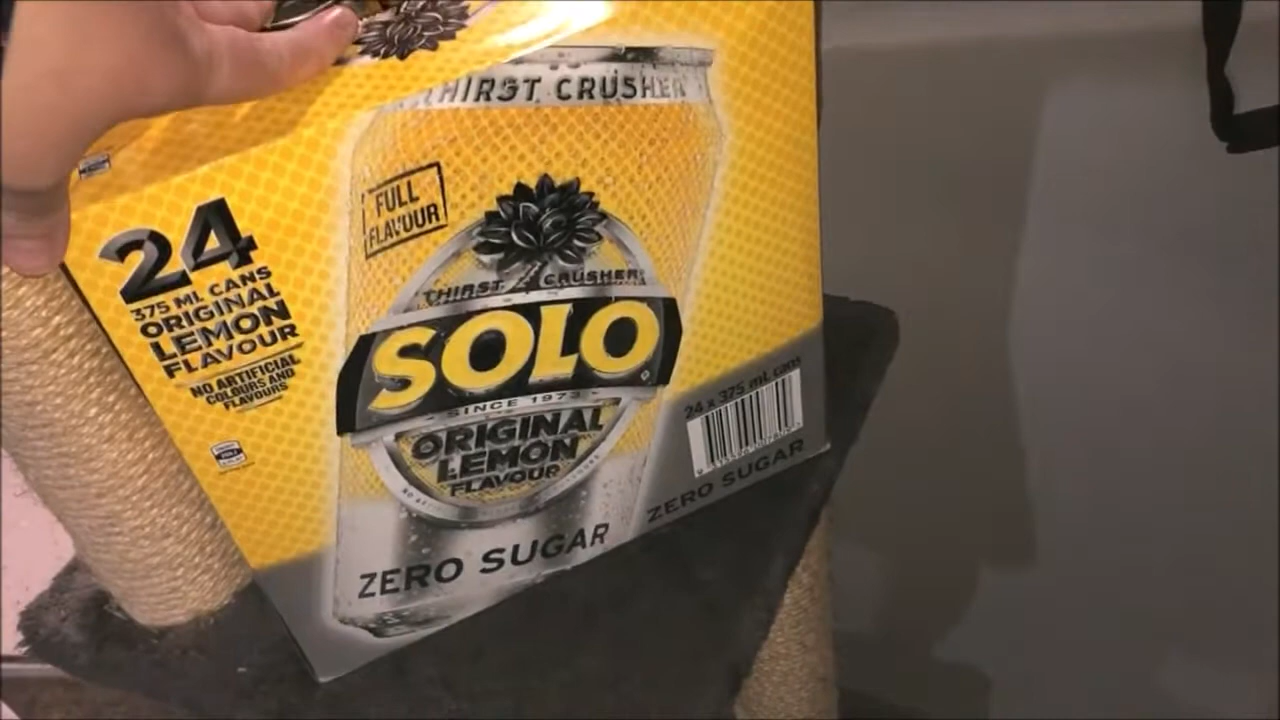 THIRST CRUSHER
FULL
FLAVOUR
24
375 ML CANS
ORIGINAL
LEMON
FLAVOUR
NO ARTIFICIAL
COLOURS AND
FLAVOURS
THIRST CRUSHER
SOLO
SINCE 1973
ORIGINAL
LEMON
FLAVOUR
24 x 375 mL cans
ZERO SUGAR
ZERO SUGAR